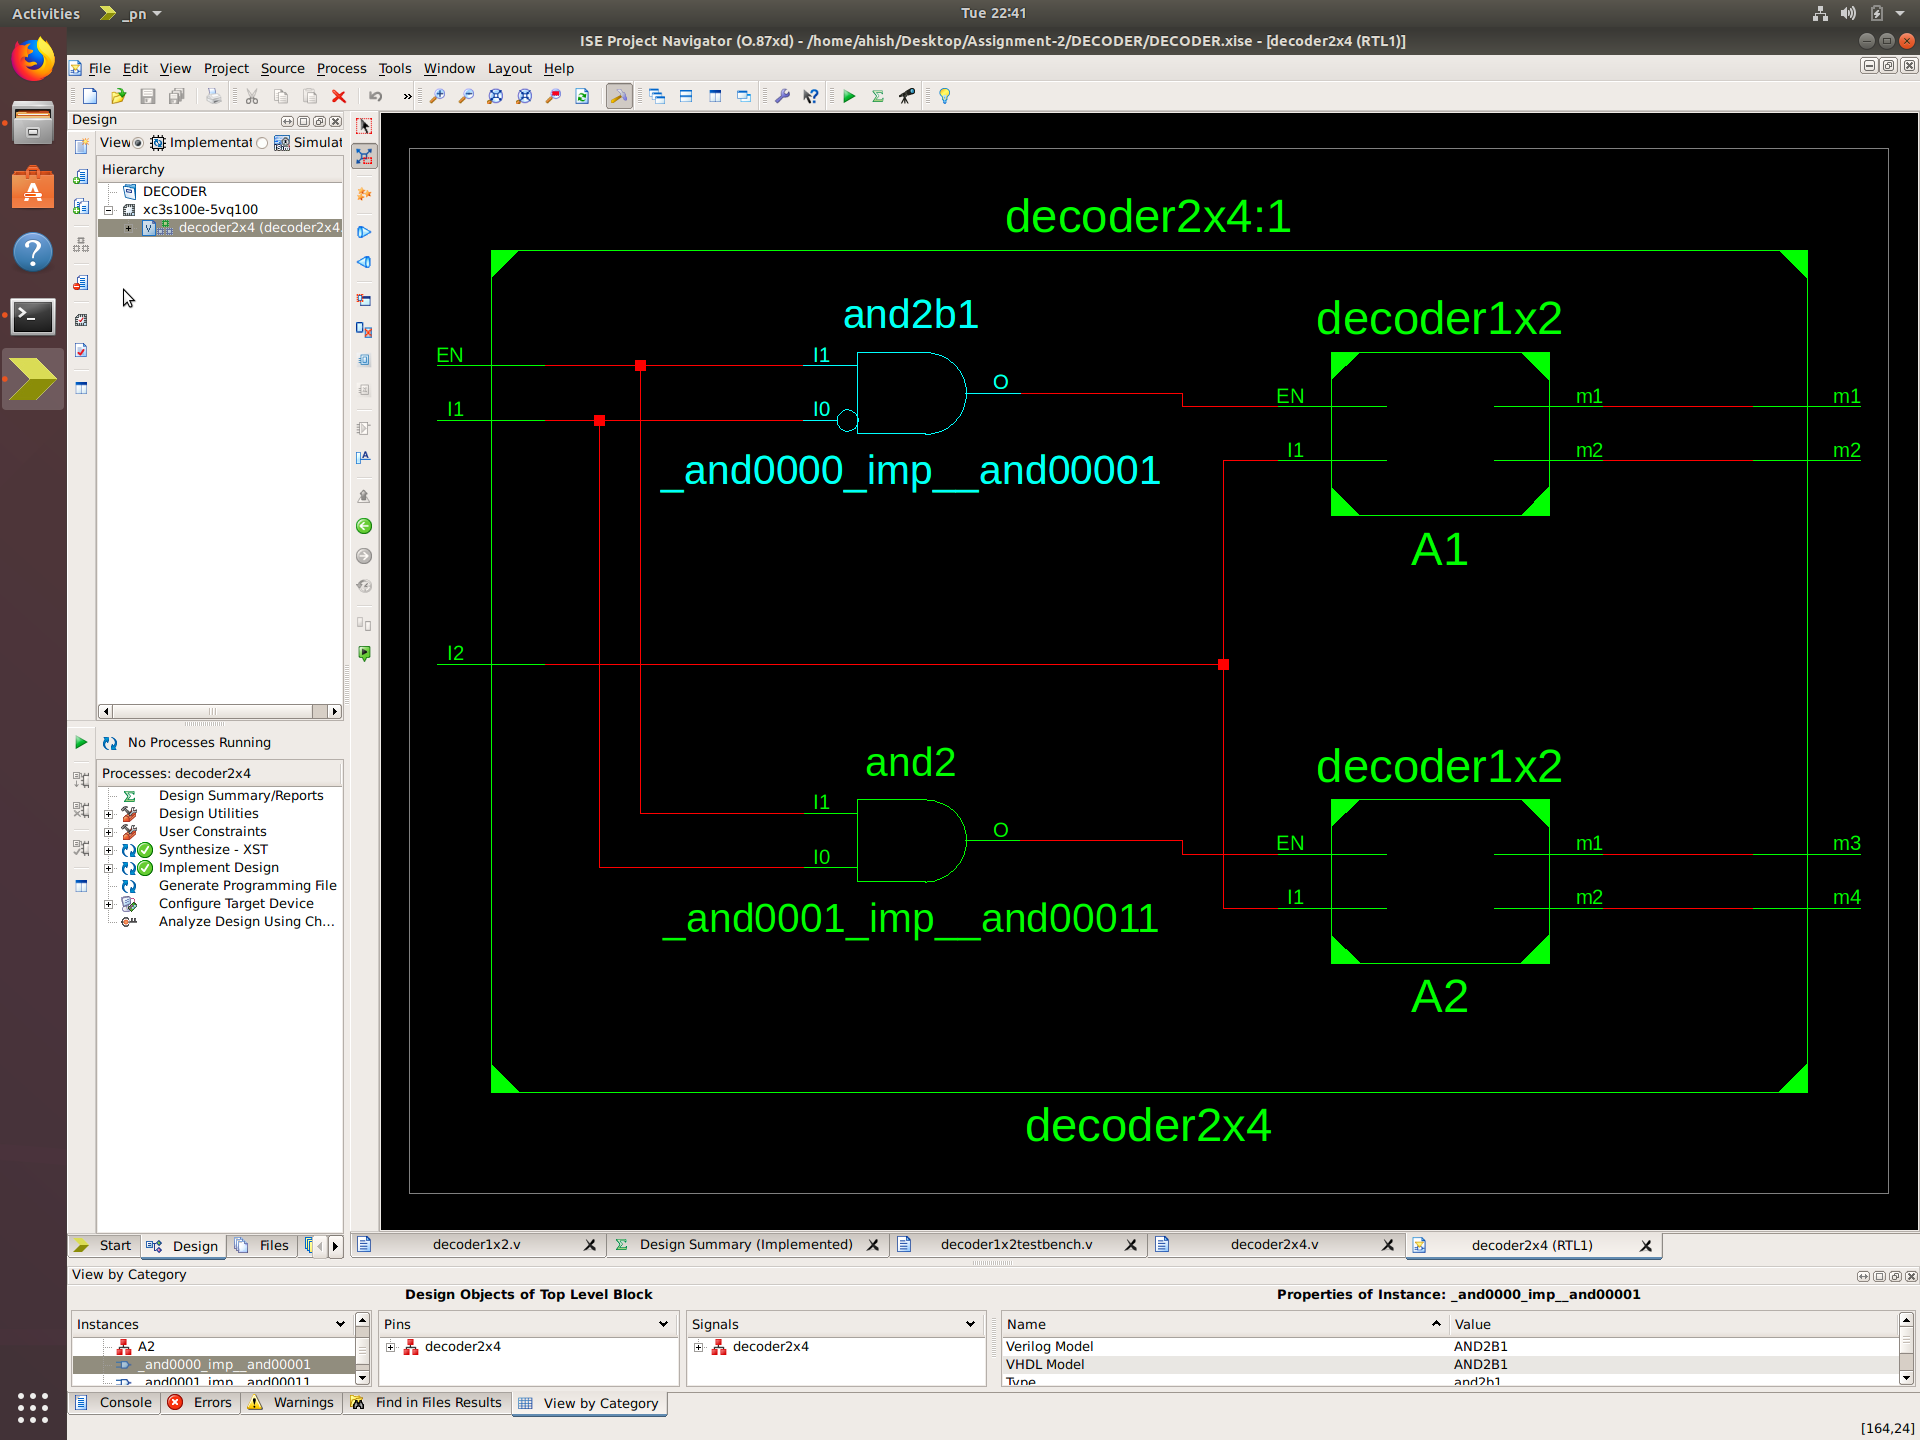 Activities
_pn
Tue 22:41
ISE Project Navigator (O.87xd) - /home/ahish/Desktop/Assignment-2/DECODER/DECODER.xise - [decoder2x4 (RTL1)]
File Edit View Project Source Process Tools Window Layout Help
Design
View Implementat Simulat
Hierarchy
DECODER
xc3s100e-5vq100
decoder2x4 (decoder2x4.
No Processes Running
Processes: decoder2x4
Design Summary/Reports
Design Utilities
User Constraints
Synthesize - XST
Implement Design
Generate Programming File
Configure Target Device
Analyze Design Using Ch...
Start Design Files
decoder2x4:1
and2b1
decoder1x2
EN I1 O EN m1 m1
I1 I0 I1 m2 m2
_and0000_imp__and00001
A1
I2
and2
decoder1x2
I1 O EN m1 m3
I0 I1 m2 m4
_and0001_imp__and00011
A2
decoder2x4
decoder1x2.v
Design Summary (Implemented)
decoder1x2testbench.v
decoder2x4.v
decoder2x4 (RTL1)
View by Category
Design Objects of Top Level Block
Properties of Instance: _and0000_imp__and00001
Instances
A2
_and0000_imp__and00001
_and0001_imp__and00011
Pins
decoder2x4
Signals
decoder2x4
Name Value
Verilog Model AND2B1
VHDL Model AND2B1
Type and2b1
Console Errors Warnings Find in Files Results View by Category
[164,24]